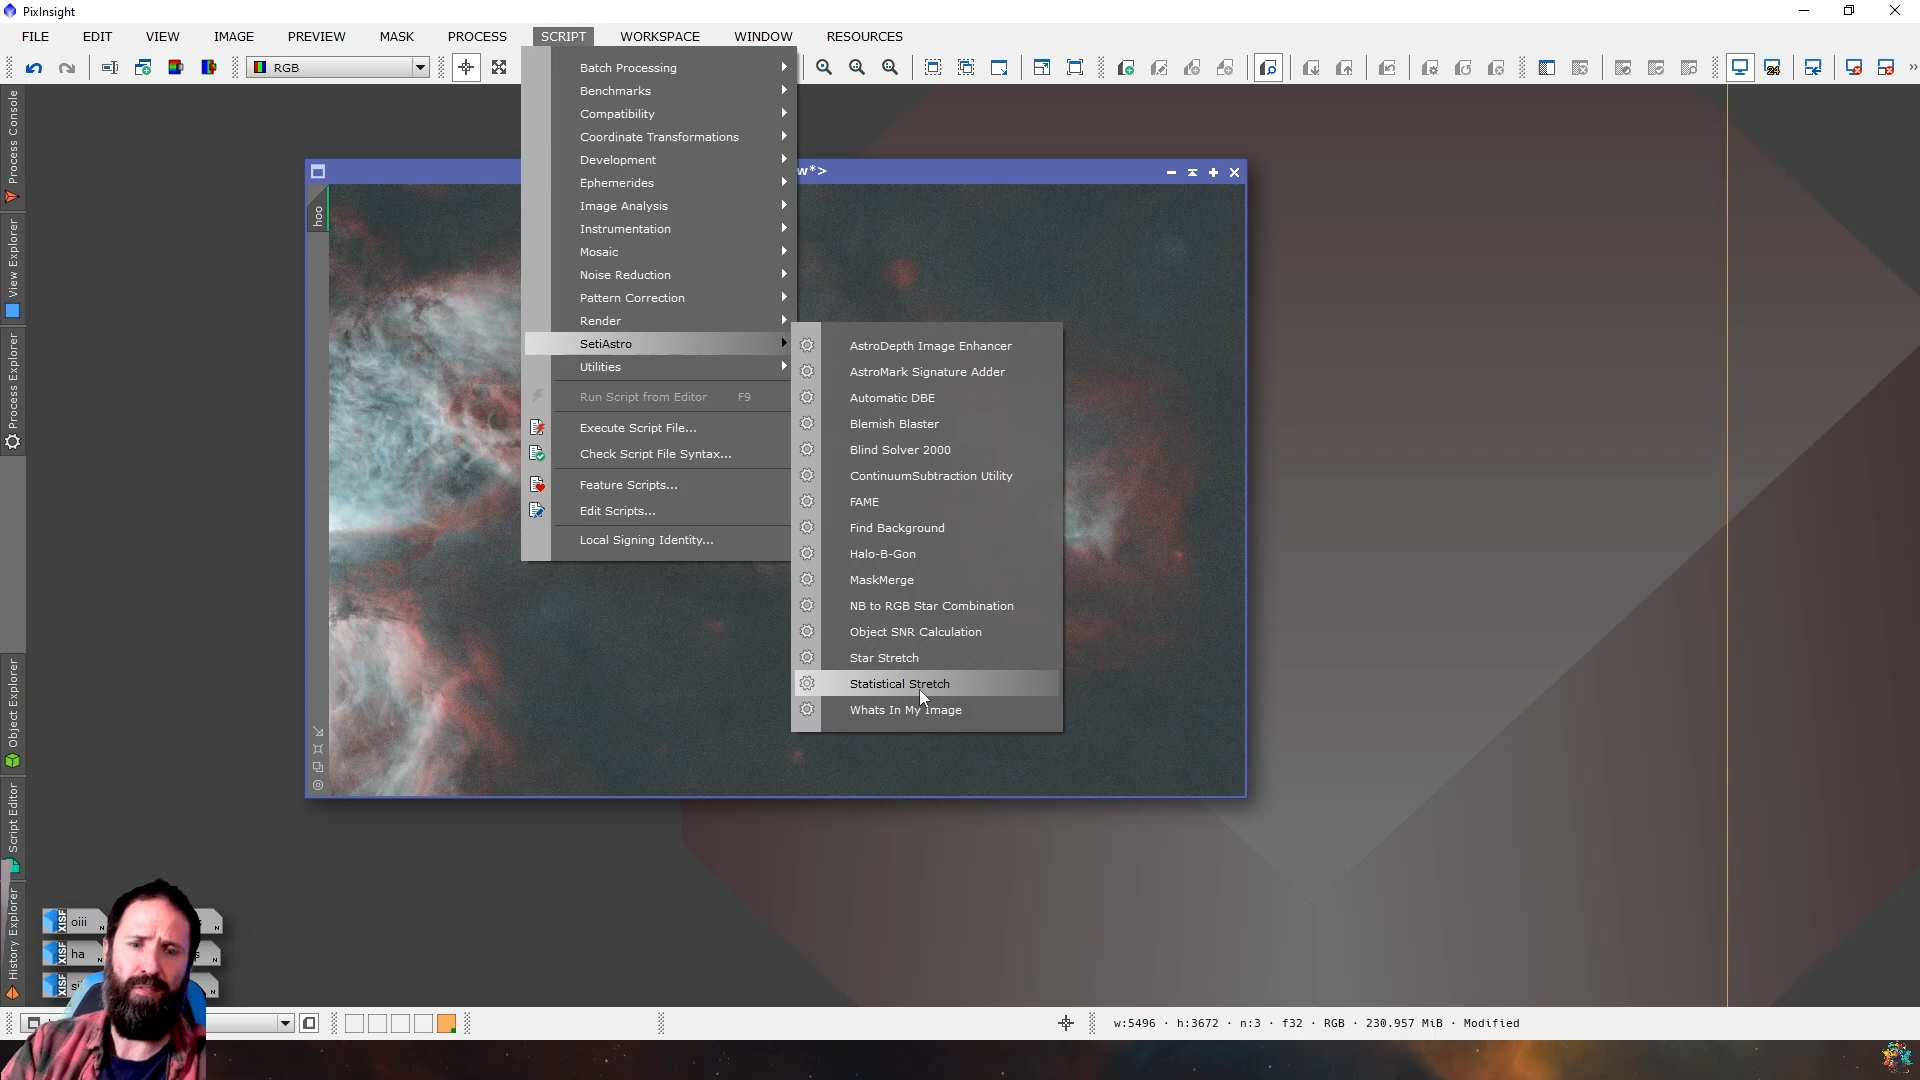 PixInsight
FILE EDIT VIEW IMAGE PREVIEW MASK PROCESS SCRIPT WORKSPACE WINDOW RESOURCES
RGB
24
Process Console
View Explorer
Process Explorer
Object Explorer
Script Editor
History Explorer
w*>
hoo
Batch Processing
Benchmarks
Compatibility
Coordinate Transformations
Development
Ephemerides
Image Analysis
Instrumentation
Mosaic
Noise Reduction
Pattern Correction
Render
SetiAstro
Utilities
Run Script from Editor F9
Execute Script File...
Check Script File Syntax...
Feature Scripts...
Edit Scripts...
Local Signing Identity...
AstroDepth Image Enhancer
AstroMark Signature Adder
Automatic DBE
Blemish Blaster
Blind Solver 2000
ContinuumSubtraction Utility
FAME
Find Background
Halo-B-Gon
MaskMerge
NB to RGB Star Combination
Object SNR Calculation
Star Stretch
Statistical Stretch
Whats In My Image
XISF oiii N s N
XISF ha N s N
XISF si N
w:5496 · h:3672 · n:3 · f32 · RGB · 230.957 MiB · Modified